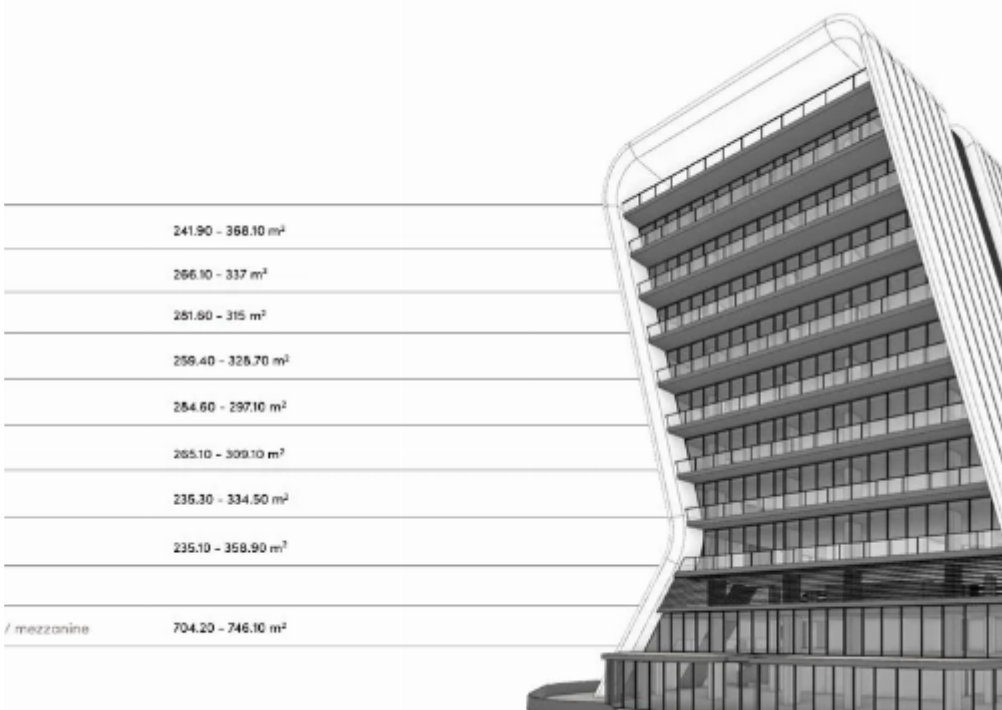 241.90 - 368.10 m²
266.10 - 337 m²
281.60 - 315 m²
259.40 - 328.70 m²
284.60 - 297.10 m²
265.10 - 309.10 m²
235.30 - 334.50 m²
235.10 - 358.90 m²
/ mezzanine 704.20 - 746.10 m²